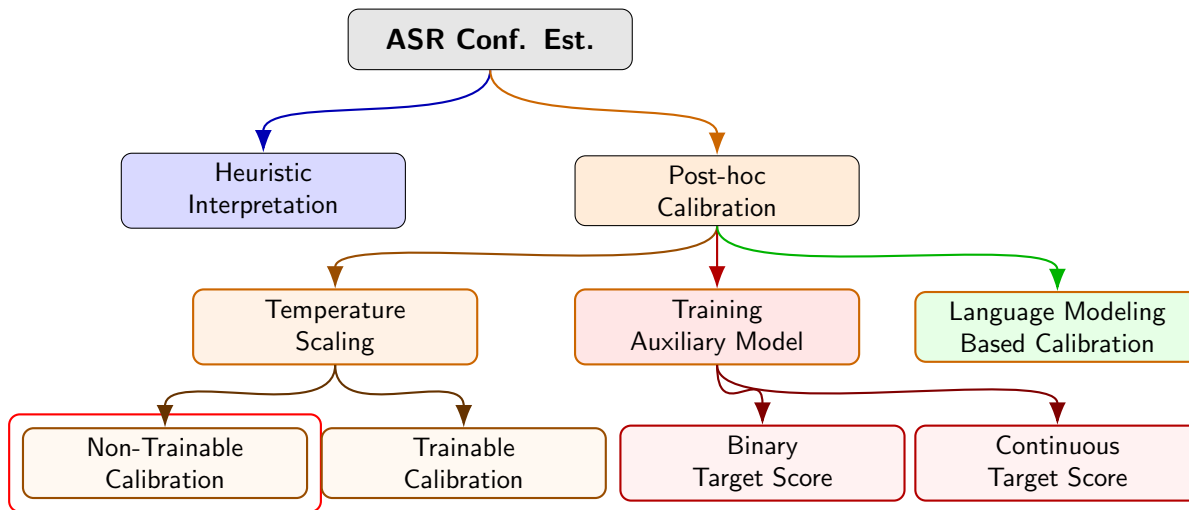 ASR Conf. Est.
Heuristic
Interpretation
Post-hoc
Calibration
Temperature
Scaling
Training
Auxiliary Model
Language Modeling
Based Calibration
Non-Trainable
Calibration
Trainable
Calibration
Binary
Target Score
Continuous
Target Score